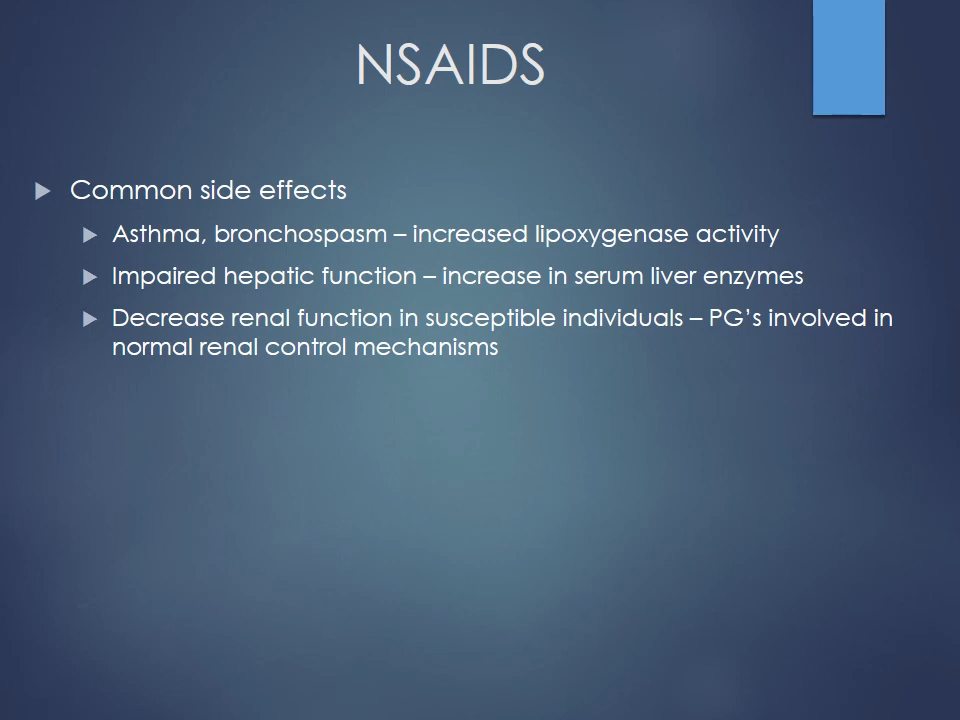 NSAIDS
Common side effects
Asthma, bronchospasm – increased lipoxygenase activity
Impaired hepatic function – increase in serum liver enzymes
Decrease renal function in susceptible individuals – PG’s involved in
normal renal control mechanisms